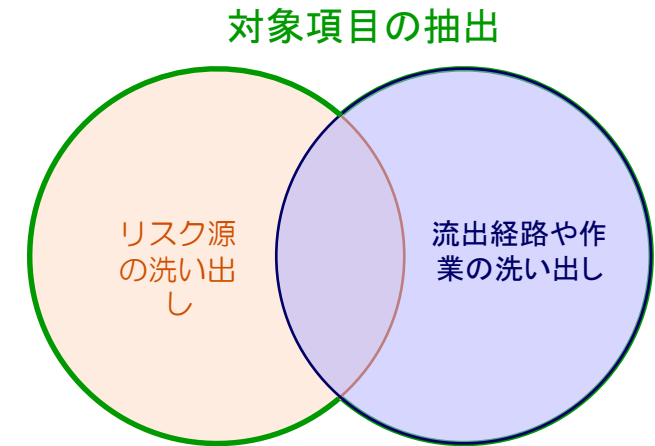 対象項目の抽出
リスク源
の洗い出
し
流出経路や作
業の洗い出し